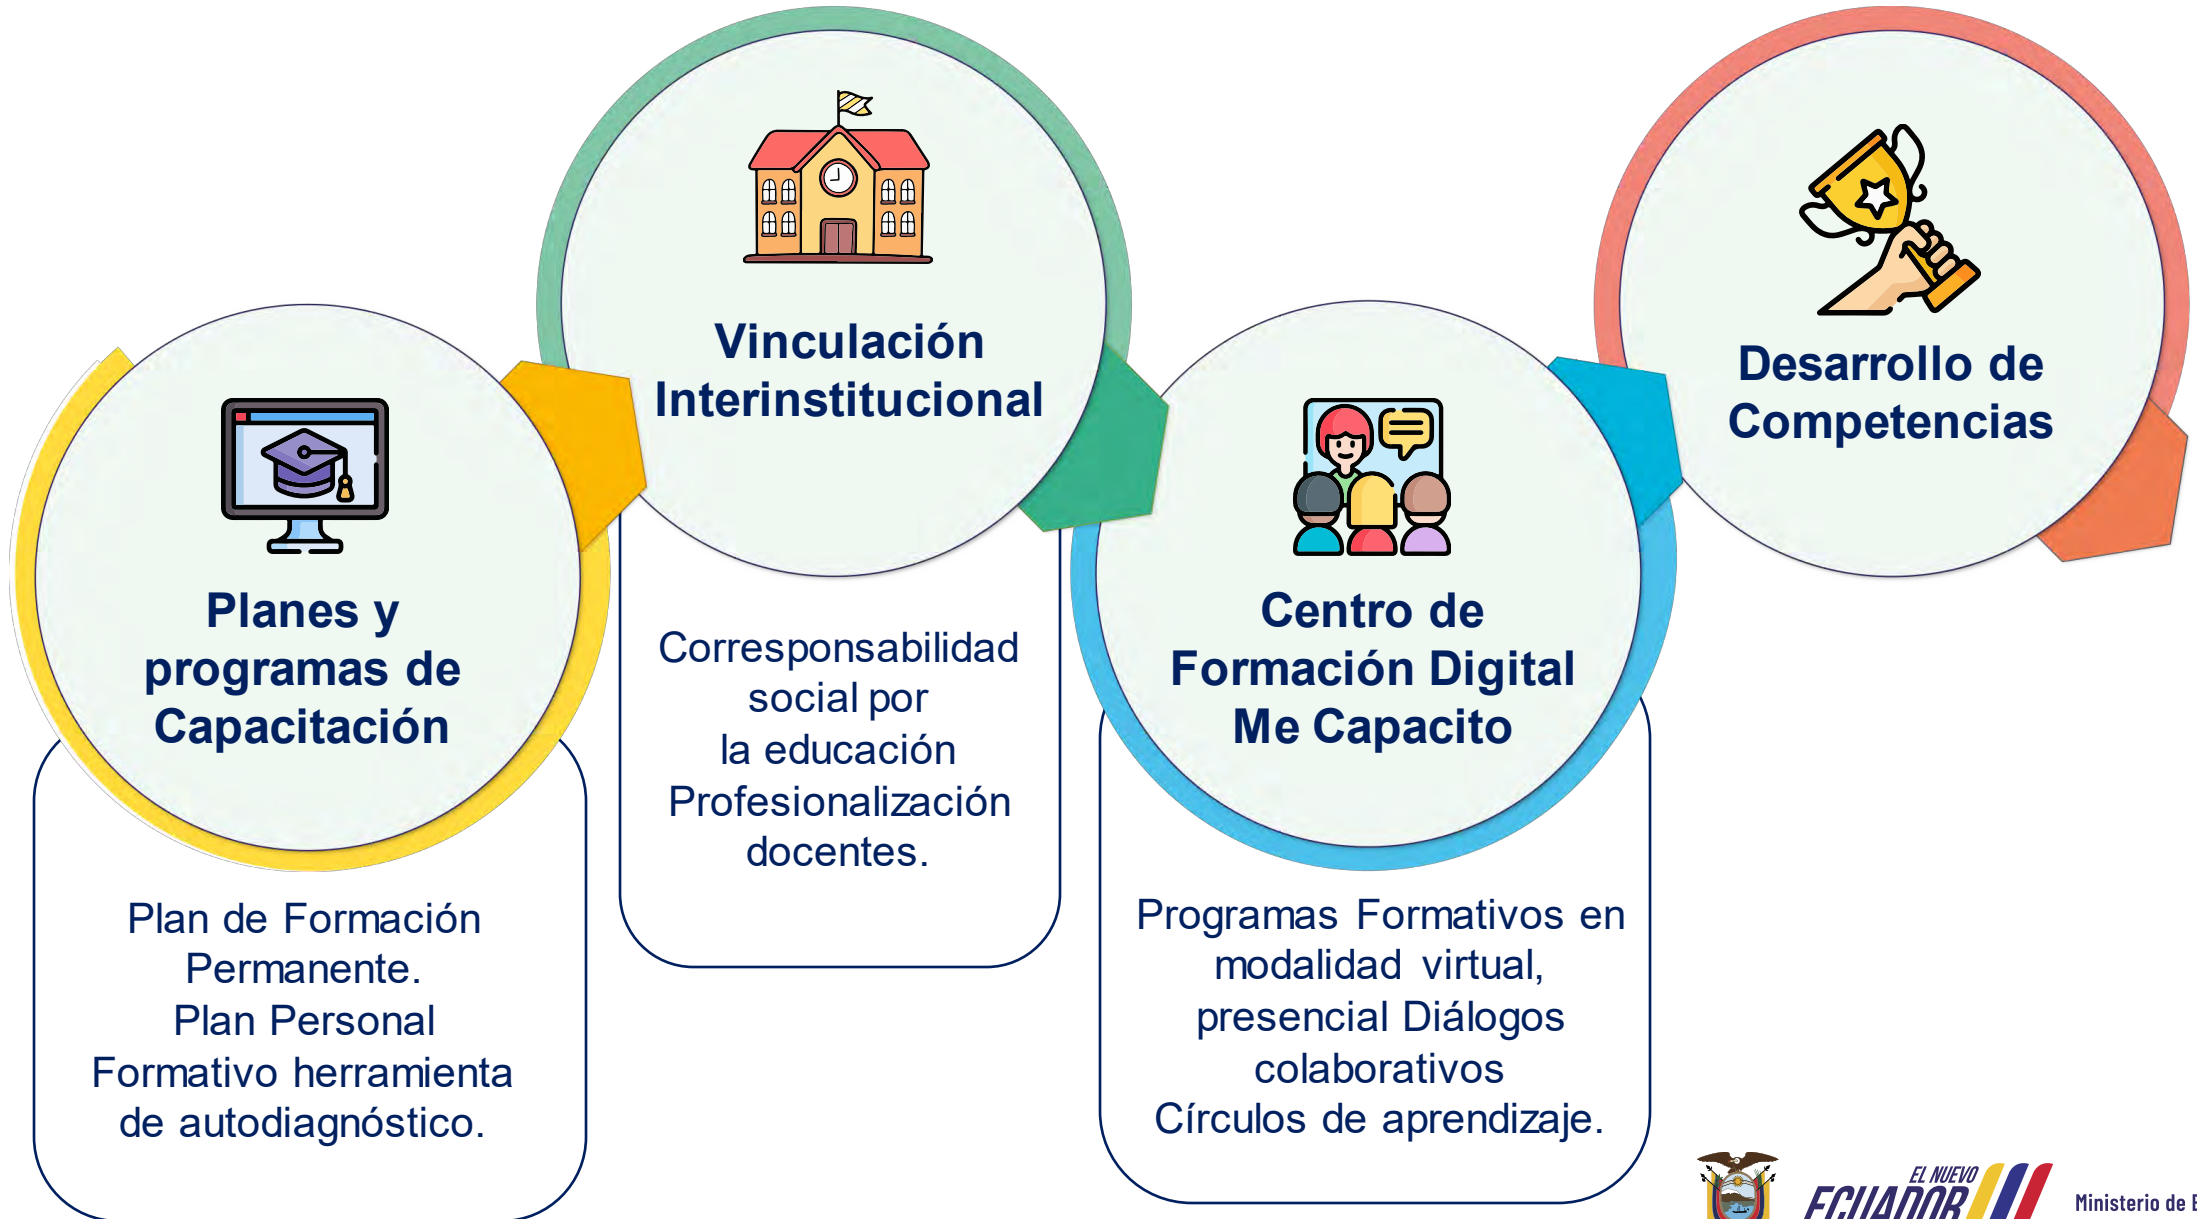 Planes y
programas de
Capacitación
Plan de Formación
Permanente.
Plan Personal
Formativo herramienta
de autodiagnóstico.
Vinculación
Interinstitucional
Corresponsabilidad
social por
la educación
Profesionalización
docentes.
Centro de
Formación Digital
Me Capacito
Programas Formativos en
modalidad virtual,
presencial Diálogos
colaborativos
Círculos de aprendizaje.
Desarrollo de
Competencias
EL NUEVO
ECUADOR
Ministerio de